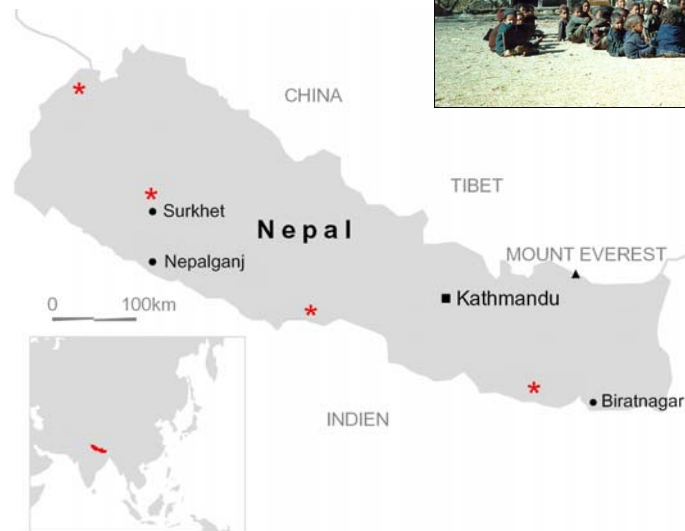 CHINA
TIBET
Surkhet
Nepal
MOUNT EVEREST
Nepalganj
0 100km
Kathmandu
INDIEN
Biratnagar